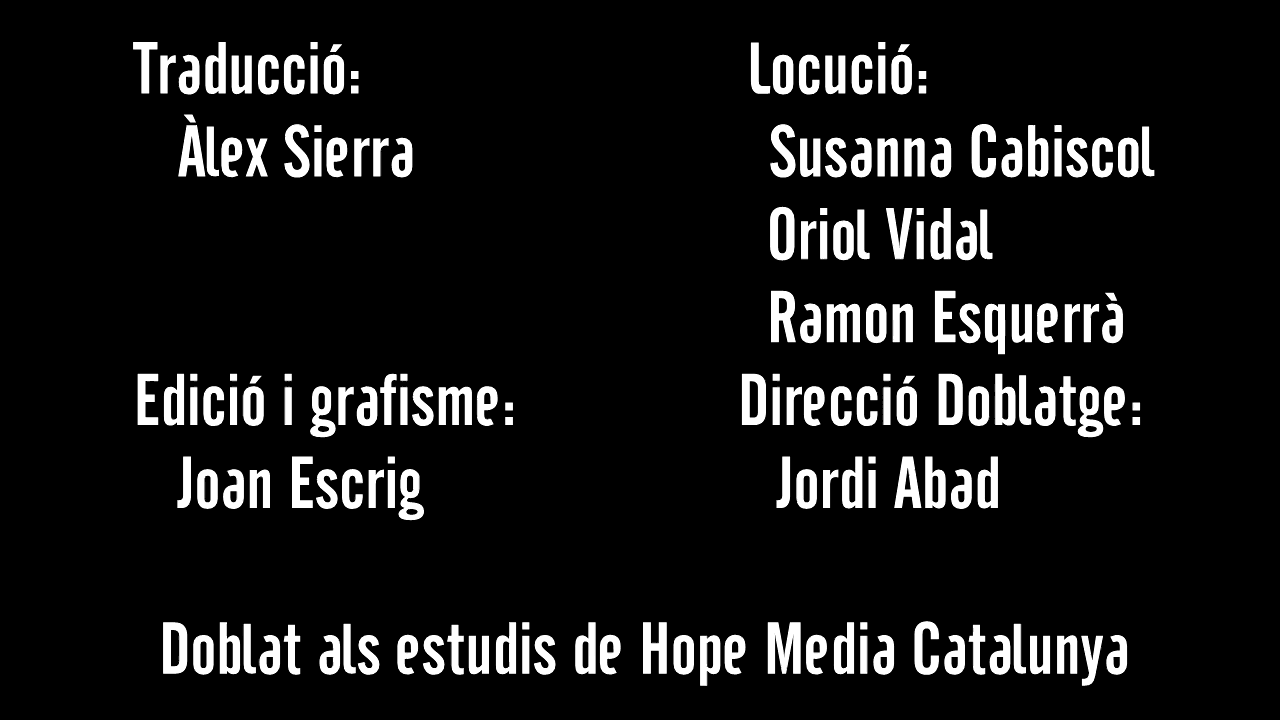 Traducció:
Àlex Sierra
Locució:
Susanna Cabiscol
Oriol Vidal
Ramon Esquerrà
Edició i grafisme:
Joan Escrig
Direcció Doblatge:
Jordi Abad
Doblat als estudis de Hope Media Catalunya